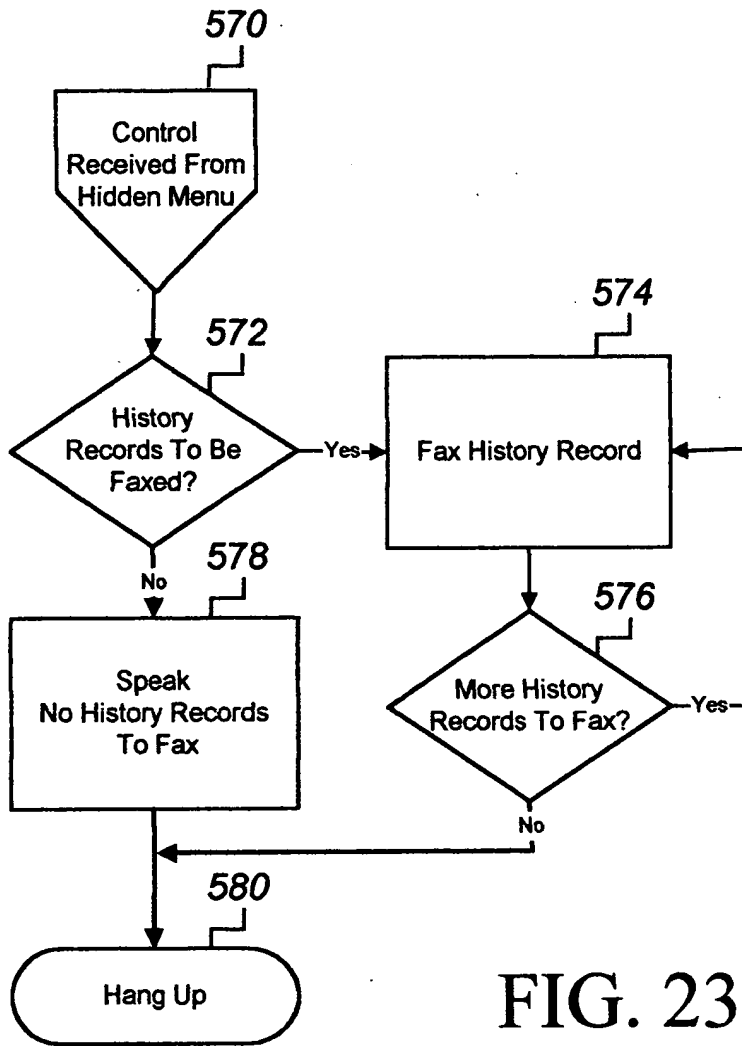 570
Control
Received From
Hidden Menu
572
History
Records To Be
Faxed?
Yes
574
Fax History Record
576
More History
Records To Fax?
Yes
No
No
578
Speak
No History Records
To Fax
580
Hang Up
FIG. 23